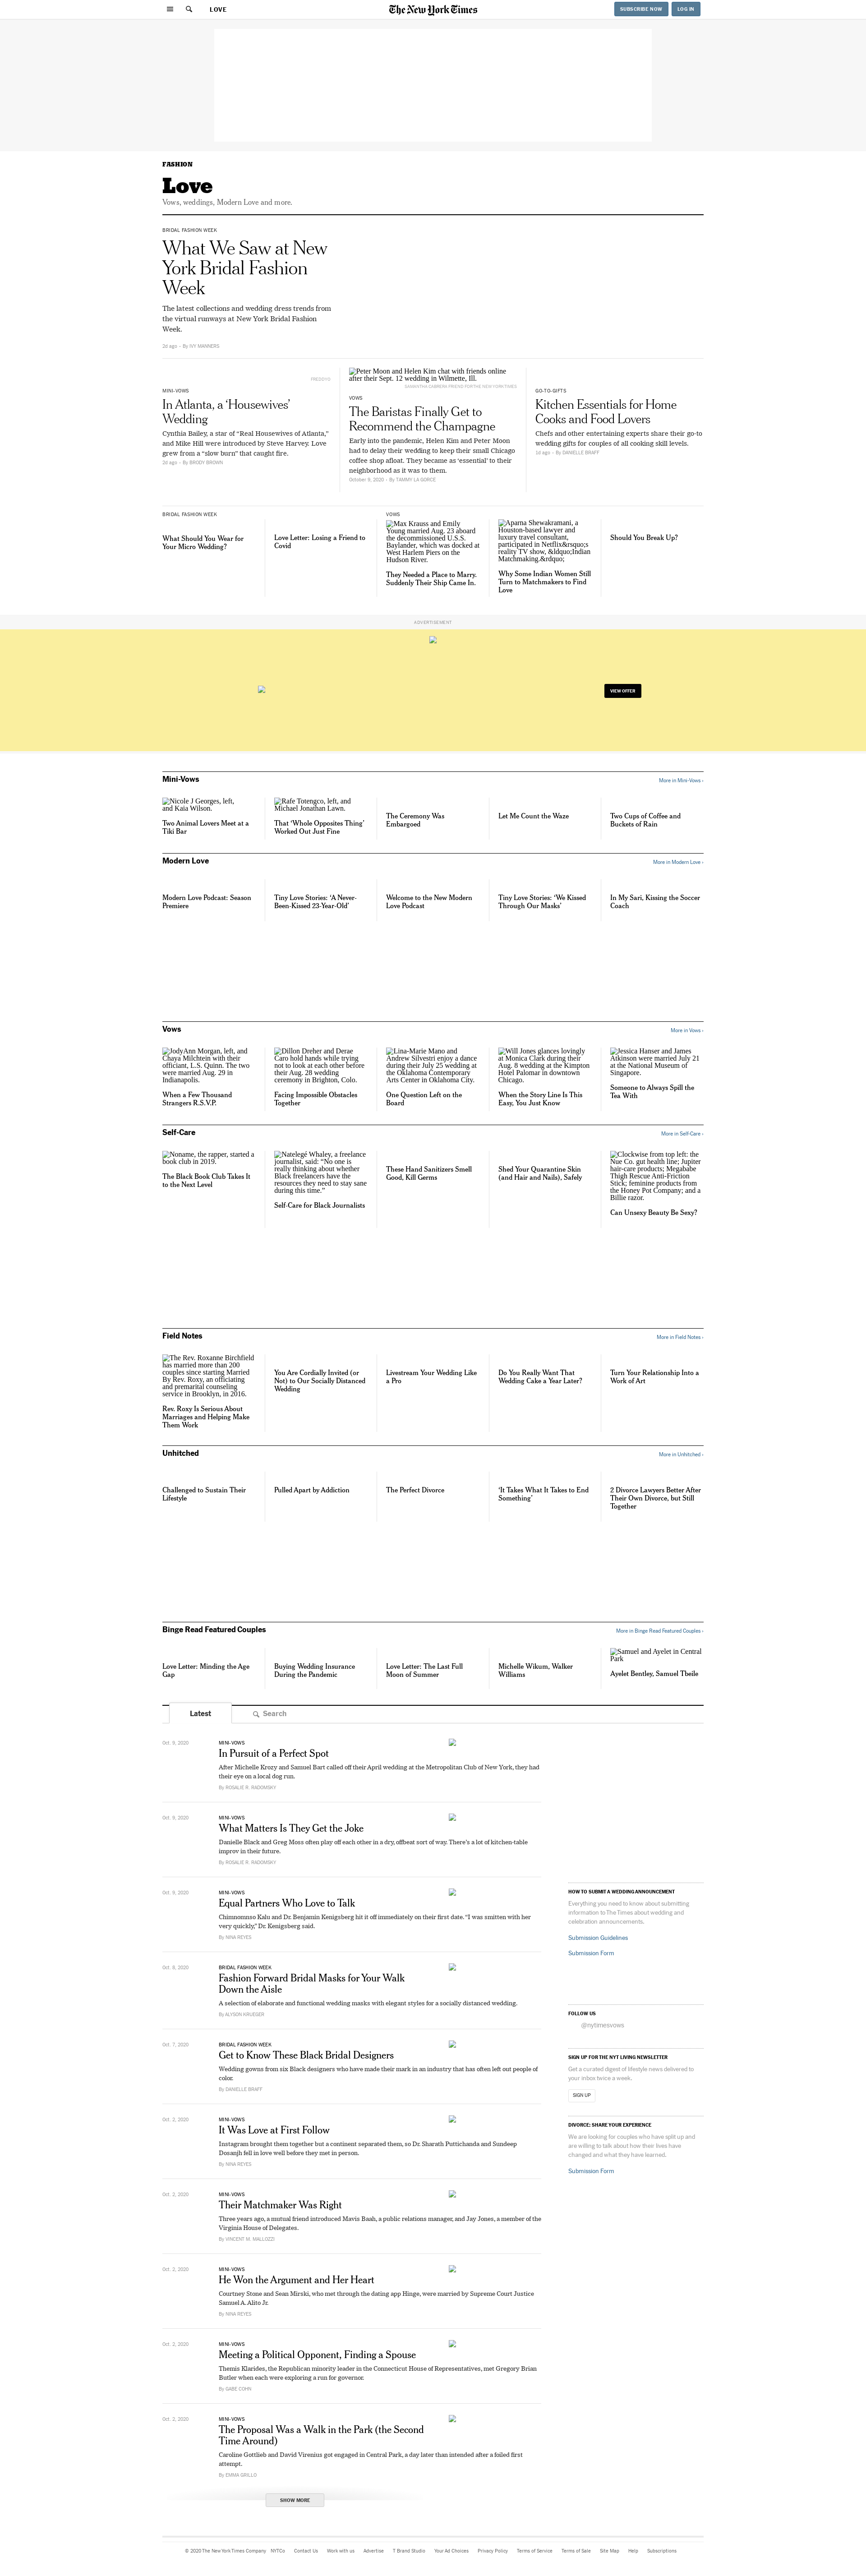 LOVE
The New York Times
SUBSCRIBE NOW
LOG IN
FASHION
Love
Vows, weddings, Modern Love and more.
BRIDAL FASHION WEEK
What We Saw at New
York Bridal Fashion
Week
The latest collections and wedding dress trends from
the virtual runways at New York Bridal Fashion
Week.
2d ago • By IVY MANNERS
MINI-VOWS
In Atlanta, a ‘Housewives’
Wedding
Cynthia Bailey, a star of “Real Housewives of Atlanta,”
and Mike Hill were introduced by Steve Harvey. Love
grew from a “slow burn” that caught fire.
2d ago • By BRODY BROWN
Peter Moon and Helen Kim chat with friends online
after their Sept. 12 wedding in Wilmette, Ill.
VOWS
The Baristas Finally Get to
Recommend the Champagne
Early into the pandemic, Helen Kim and Peter Moon
had to delay their wedding to keep their small Chicago
coffee shop afloat. They became as ‘essential’ to their
neighborhood as it was to them.
October 9, 2020 • By TAMMY LA GORCE
GO-TO-GIFTS
Kitchen Essentials for Home
Cooks and Food Lovers
Chefs and other entertaining experts share their go-to
wedding gifts for couples of all cooking skill levels.
1d ago • By DANIELLE BRAFF
BRIDAL FASHION WEEK
What Should You Wear for
Your Micro Wedding?
Love Letter: Losing a Friend to
Covid
VOWS
Max Krauss and Emily
Young married Aug. 23 aboard
the decommissioned U.S.S.
Baylander, which was docked at
West Harlem Piers on the
Hudson River.
They Needed a Place to Marry.
Suddenly Their Ship Came In.
Aparna Shewakramani, a
Houston-based lawyer and
luxury travel consultant,
participated in Netflix&rsquo;s
reality TV show, &ldquo;Indian
Matchmaking.&rdquo;
Why Some Indian Women Still
Turn to Matchmakers to Find
Love
Should You Break Up?
ADVERTISEMENT
VIEW OFFER
Mini-Vows
More in Mini-Vows ›
Nicole J Georges, left,
and Kaia Wilson.
Two Animal Lovers Meet at a
Tiki Bar
Rafe Totengco, left, and
Michael Jonathan Lawn.
That ‘Whole Opposites Thing’
Worked Out Just Fine
The Ceremony Was
Embargoed
Let Me Count the Waze
Two Cups of Coffee and
Buckets of Rain
Modern Love
More in Modern Love ›
Modern Love Podcast: Season
Premiere
Tiny Love Stories: ‘A Never-
Been-Kissed 23-Year-Old’
Welcome to the New Modern
Love Podcast
Tiny Love Stories: ‘We Kissed
Through Our Masks’
In My Sari, Kissing the Soccer
Coach
Vows
More in Vows ›
JodyAnn Morgan, left, and
Chaya Milchtein with their
officiant, L.S. Quinn. The two
were married Aug. 29 in
Indianapolis.
When a Few Thousand
Strangers R.S.V.P.
Dillon Dreher and Derae
Caro hold hands while trying
not to look at each other before
their Aug. 28 wedding
ceremony in Brighton, Colo.
Facing Impossible Obstacles
Together
Lina-Marie Mano and
Andrew Silvestri enjoy a dance
during their July 25 wedding at
the Oklahoma Contemporary
Arts Center in Oklahoma City.
One Question Left on the
Board
Will Jones glances lovingly
at Monica Clark during their
Aug. 8 wedding at the Kimpton
Hotel Palomar in downtown
Chicago.
When the Story Line Is This
Easy, You Just Know
Jessica Hanser and James
Atkinson were married July 21
at the National Museum of
Singapore.
Someone to Always Spill the
Tea With
Self-Care
More in Self-Care ›
Noname, the rapper, started a
book club in 2019.
The Black Book Club Takes It
to the Next Level
Natelegé Whaley, a freelance
journalist, said: “No one is
really thinking about whether
Black freelancers have the
resources they need to stay sane
during this time.”
Self-Care for Black Journalists
These Hand Sanitizers Smell
Good, Kill Germs
Shed Your Quarantine Skin
(and Hair and Nails), Safely
Clockwise from top left: the
Nue Co. gut health line; Jupiter
hair-care products; Megababe
Thigh Rescue Anti-Friction
Stick; feminine products from
the Honey Pot Company; and a
Billie razor.
Can Unsexy Beauty Be Sexy?
Field Notes
More in Field Notes ›
The Rev. Roxanne Birchfield
has married more than 200
couples since starting Married
By Rev. Roxy, an officiating
and premarital counseling
service in Brooklyn, in 2016.
Rev. Roxy Is Serious About
Marriages and Helping Make
Them Work
You Are Cordially Invited (or
Not) to Our Socially Distanced
Wedding
Livestream Your Wedding Like
a Pro
Do You Really Want That
Wedding Cake a Year Later?
Turn Your Relationship Into a
Work of Art
Unhitched
More in Unhitched ›
Challenged to Sustain Their
Lifestyle
Pulled Apart by Addiction
The Perfect Divorce
‘It Takes What It Takes to End
Something’
2 Divorce Lawyers Better After
Their Own Divorce, but Still
Together
Binge Read Featured Couples
More in Binge Read Featured Couples ›
Love Letter: Minding the Age
Gap
Buying Wedding Insurance
During the Pandemic
Love Letter: The Last Full
Moon of Summer
Michelle Wikum, Walker
Williams
Samuel and Ayelet in Central
Park
Ayelet Bentley, Samuel Tbeile
Latest
Search
Oct. 9, 2020
MINI-VOWS
In Pursuit of a Perfect Spot
After Michelle Krozy and Samuel Bart called off their April wedding at the Metropolitan Club of New York, they had
their eye on a local dog run.
By ROSALIE R. RADOMSKY
Oct. 9, 2020
MINI-VOWS
What Matters Is They Get the Joke
Danielle Black and Greg Moss often play off each other in a dry, offbeat sort of way. There’s a lot of kitchen-table
improv in their future.
By ROSALIE R. RADOMSKY
Oct. 9, 2020
MINI-VOWS
Equal Partners Who Love to Talk
Chinnamnso Kalu and Dr. Benjamin Kenigsberg hit it off immediately on their first date. “I was smitten with her
very quickly,” Dr. Kenigsberg said.
By NINA REYES
Oct. 8, 2020
BRIDAL FASHION WEEK
Fashion Forward Bridal Masks for Your Walk
Down the Aisle
A selection of elaborate and functional wedding masks with elegant styles for a socially distanced wedding.
By ALYSON KRUEGER
Oct. 7, 2020
BRIDAL FASHION WEEK
Get to Know These Black Bridal Designers
Wedding gowns from six Black designers who have made their mark in an industry that has often left out people of
color.
By DANIELLE BRAFF
Oct. 2, 2020
MINI-VOWS
It Was Love at First Follow
Instagram brought them together but a continent separated them, so Dr. Sharath Puttichanda and Sundeep
Dosanjh fell in love well before they met in person.
By NINA REYES
Oct. 2, 2020
MINI-VOWS
Their Matchmaker Was Right
Three years ago, a mutual friend introduced Mavis Baah, a public relations manager, and Jay Jones, a member of the
Virginia House of Delegates.
By VINCENT M. MALLOZZI
Oct. 2, 2020
MINI-VOWS
He Won the Argument and Her Heart
Courtney Stone and Sean Mirski, who met through the dating app Hinge, were married by Supreme Court Justice
Samuel A. Alito Jr.
By NINA REYES
Oct. 2, 2020
MINI-VOWS
Meeting a Political Opponent, Finding a Spouse
Themis Klarides, the Republican minority leader in the Connecticut House of Representatives, met Gregory Brian
Butler when each were exploring a run for governor.
By GABE COHN
Oct. 2, 2020
MINI-VOWS
The Proposal Was a Walk in the Park (the Second
Time Around)
Caroline Gottlieb and David Virenius got engaged in Central Park, a day later than intended after a foiled first
attempt.
By EMMA GRILLO
SHOW MORE
HOW TO SUBMIT A WEDDING ANNOUNCEMENT
Everything you need to know about submitting
information to The Times about wedding and
celebration announcements.
Submission Guidelines
Submission Form
FOLLOW US
@nytimesvows
SIGN UP FOR THE NYT LIVING NEWSLETTER
Get a curated digest of lifestyle news delivered to
your inbox twice a week.
SIGN UP
DIVORCE: SHARE YOUR EXPERIENCE
We are looking for couples who have split up and
are willing to talk about how their lives have
changed and what they have learned.
Submission Form
© 2020 The New York Times Company NYTCo Contact Us Work with us Advertise T Brand Studio Your Ad Choices Privacy Policy Terms of Service Terms of Sale Site Map Help Subscriptions